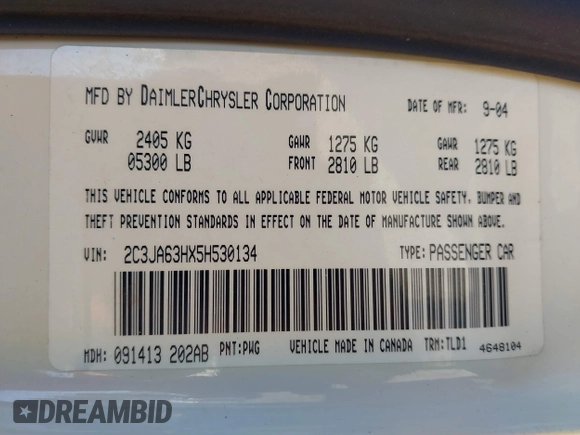 MFD BY DAIMLERCHRYSLER CORPORATION DATE OF MFR: 9-04
GVWR 2405 KG GAWR 1275 KG GAWR 1275 KG
05300 LB FRONT 2810 LB REAR 2810 LB
THIS VEHICLE CONFORMS TO ALL APPLICABLE FEDERAL MOTOR VEHICLE SAFETY, BUMPER AND
THEFT PREVENTION STANDARDS IN EFFECT ON THE DATE OF MANUFACTURE SHOWN ABOVE.
VIN: 2C3JA63HX5H530134 TYPE: PASSENGER CAR
MDH: 091413 202AB PNT: PWG VEHICLE MADE IN CANADA TRM: TLD1 4648104
DREAMBID